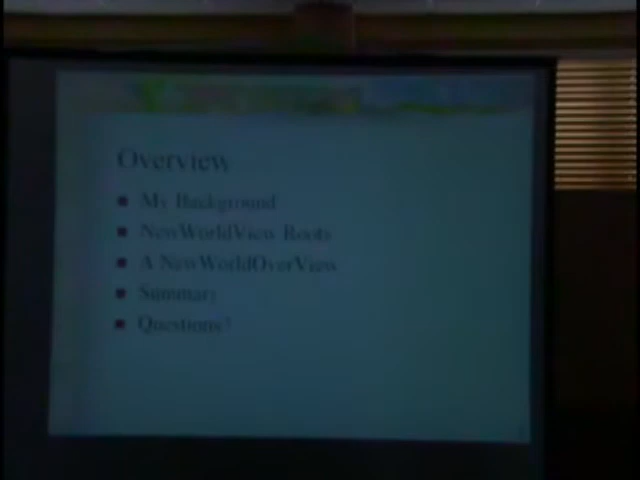 Overview
My Background
NewWorldView Roots
A NewWorldOverView
Summary
Questions?